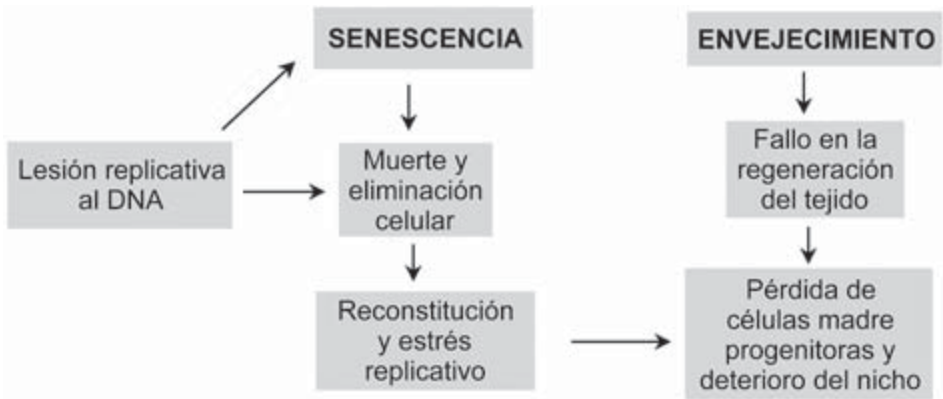 SENESCENCIA
ENVEJECIMIENTO
Lesión replicativa
al DNA
Muerte y
eliminación
celular
Fallo en la
regeneración
del tejido
Reconstitución
y estrés
replicativo
Pérdida de
células madre
progenitoras y
deterioro del nicho